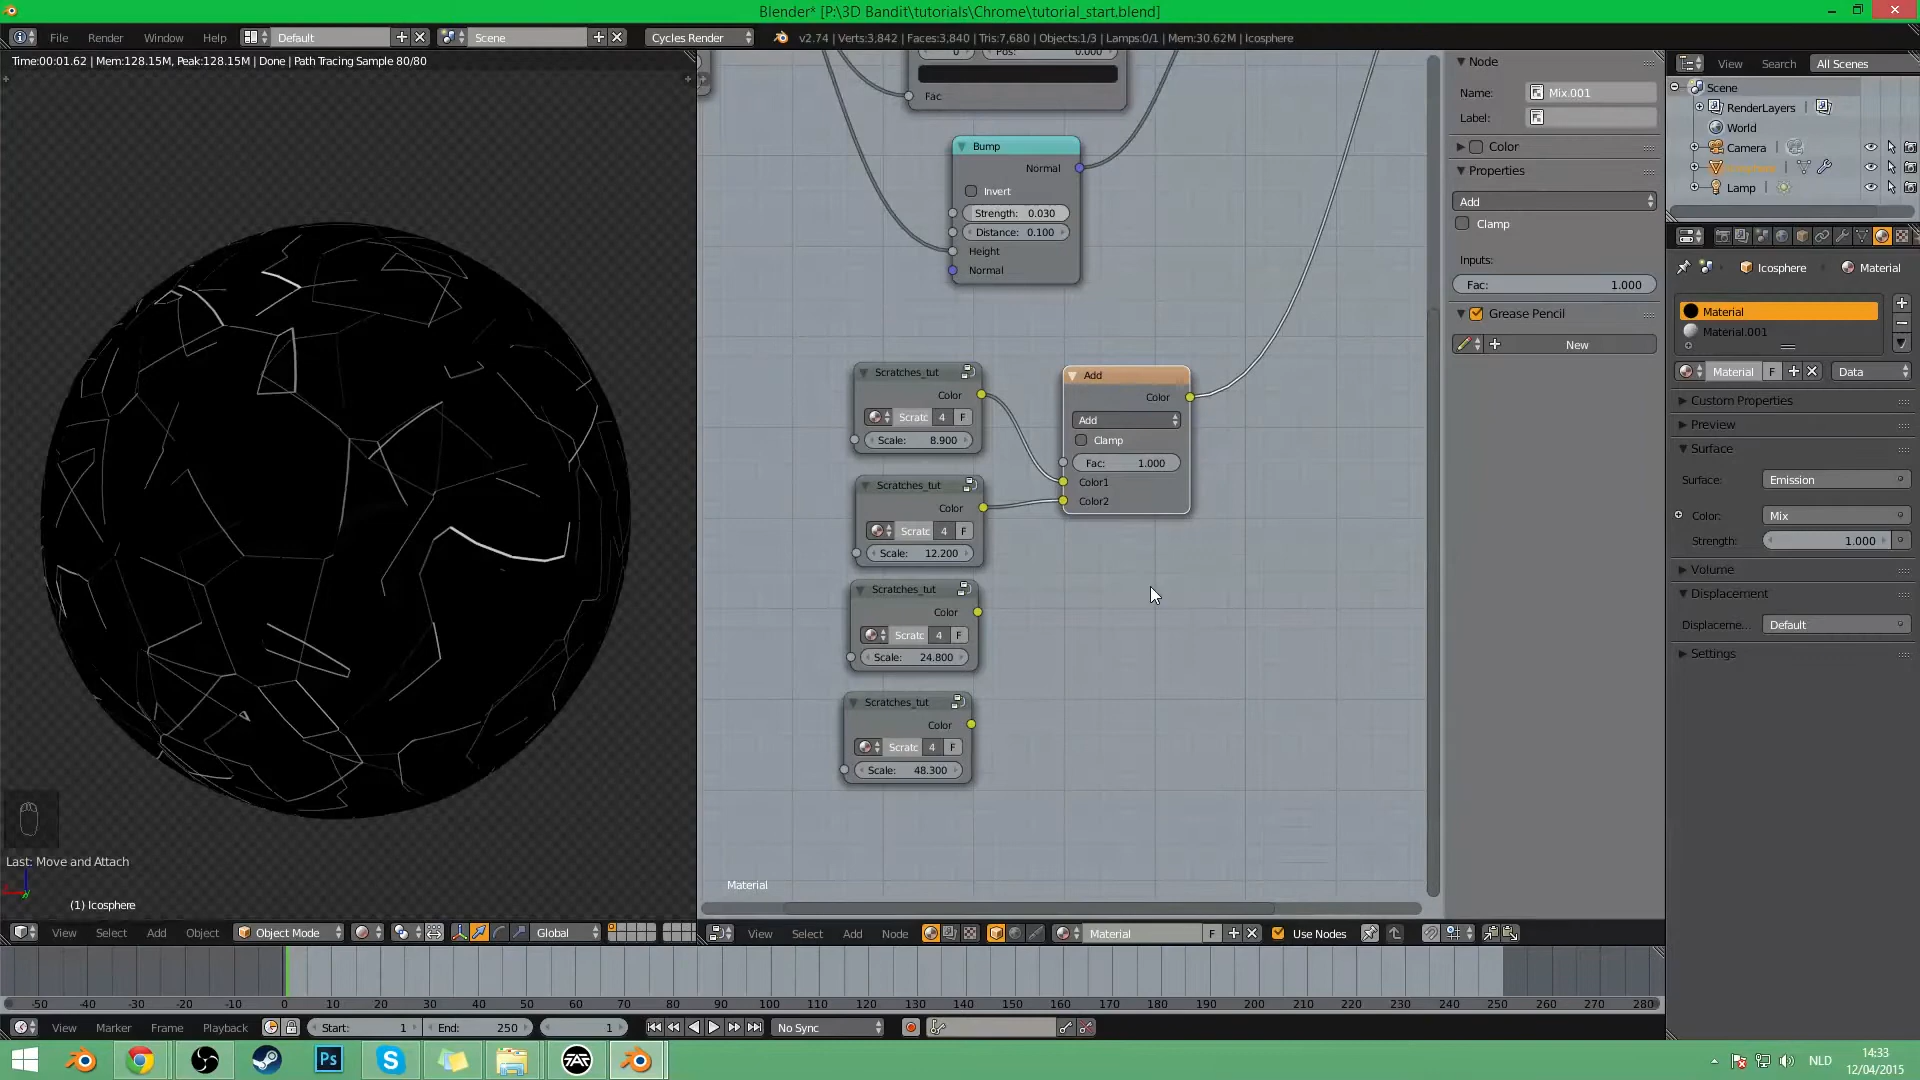 Blender* [P:\3D Bandit\tutorials\Chrome\tutorial_start.blend]
File Render Window Help Default Scene Cycles Render v2.74 | Verts:3,842 | Faces:3,840 | Tris:7,680 | Objects:1/3 | Lamps:0/1 | Mem:30.62M | Icosphere
Time:00:01.62 | Mem:128.15M, Peak:128.15M | Done | Path Tracing Sample 80/80
0 Pos: 0.000
Fac
Bump
Normal
Invert
Strength: 0.030
Distance: 0.100
Height
Normal
Scratches_tut
Color
Scratc 4 F
Scale: 8.900
Scratches_tut
Color
Scratc 4 F
Scale: 12.200
Scratches_tut
Color
Scratc 4 F
Scale: 24.800
Scratches_tut
Color
Scratc 4 F
Scale: 48.300
Add
Color
Add
Clamp
Fac: 1.000
Color1
Color2
Material
Node
Name: Mix.001
Label:
Color
Properties
Add
Clamp
Inputs:
Fac: 1.000
Grease Pencil
New
View Search All Scenes
Scene
RenderLayers
World
Camera
Lamp
Icosphere Material
Material
Material.001
Material F Data
Custom Properties
Preview
Surface
Surface: Emission
Color: Mix
Strength: 1.000
Volume
Displacement
Displaceme... Default
Settings
Last: Move and Attach
(1) Icosphere
View Select Add Object Object Mode Global
View Select Add Node Material F Use Nodes
-50 -40 -30 -20 -10 0 10 20 30 40 50 60 70 80 90 100 110 120 130 140 150 160 170 180 190 200 210 220 230 240 250 260 270 280
View Marker Frame Playback Start: 1 End: 250 1 No Sync
Ps NLD 14:33
12/04/2015